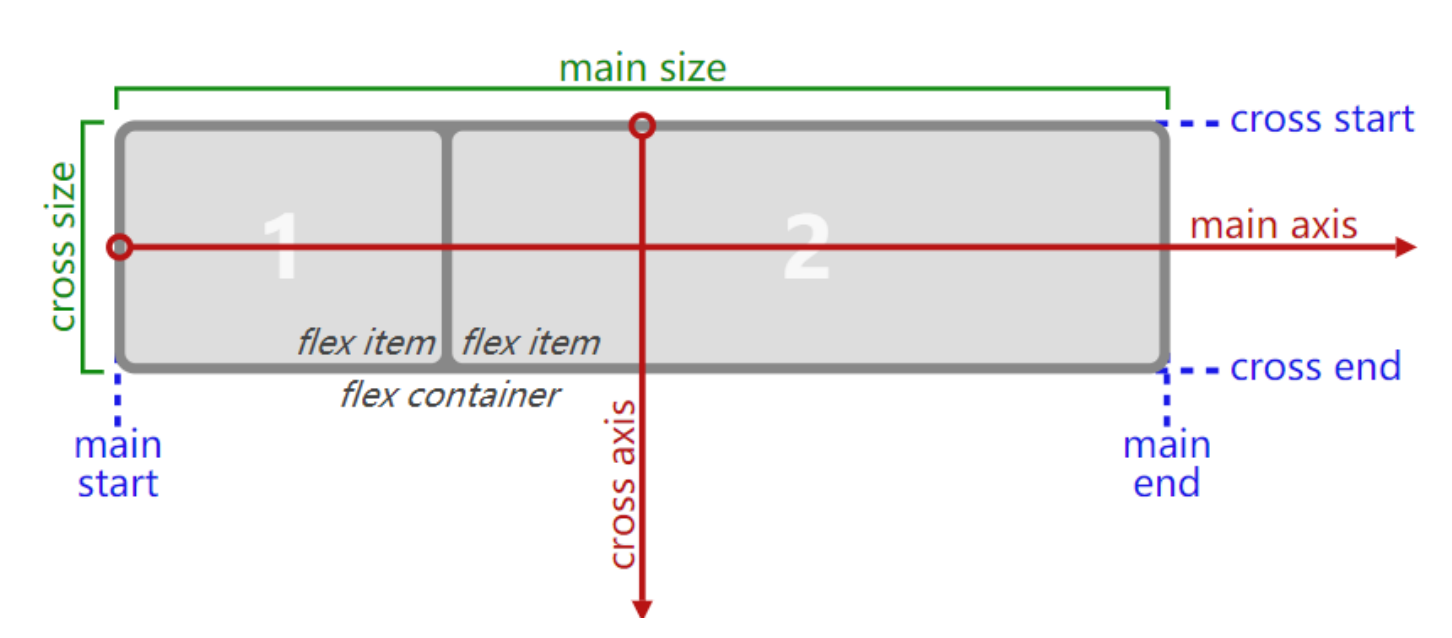 main size
cross start
cross size
1
2
main axis
flex item
flex item
cross end
flex container
cross axis
main
start
main
end